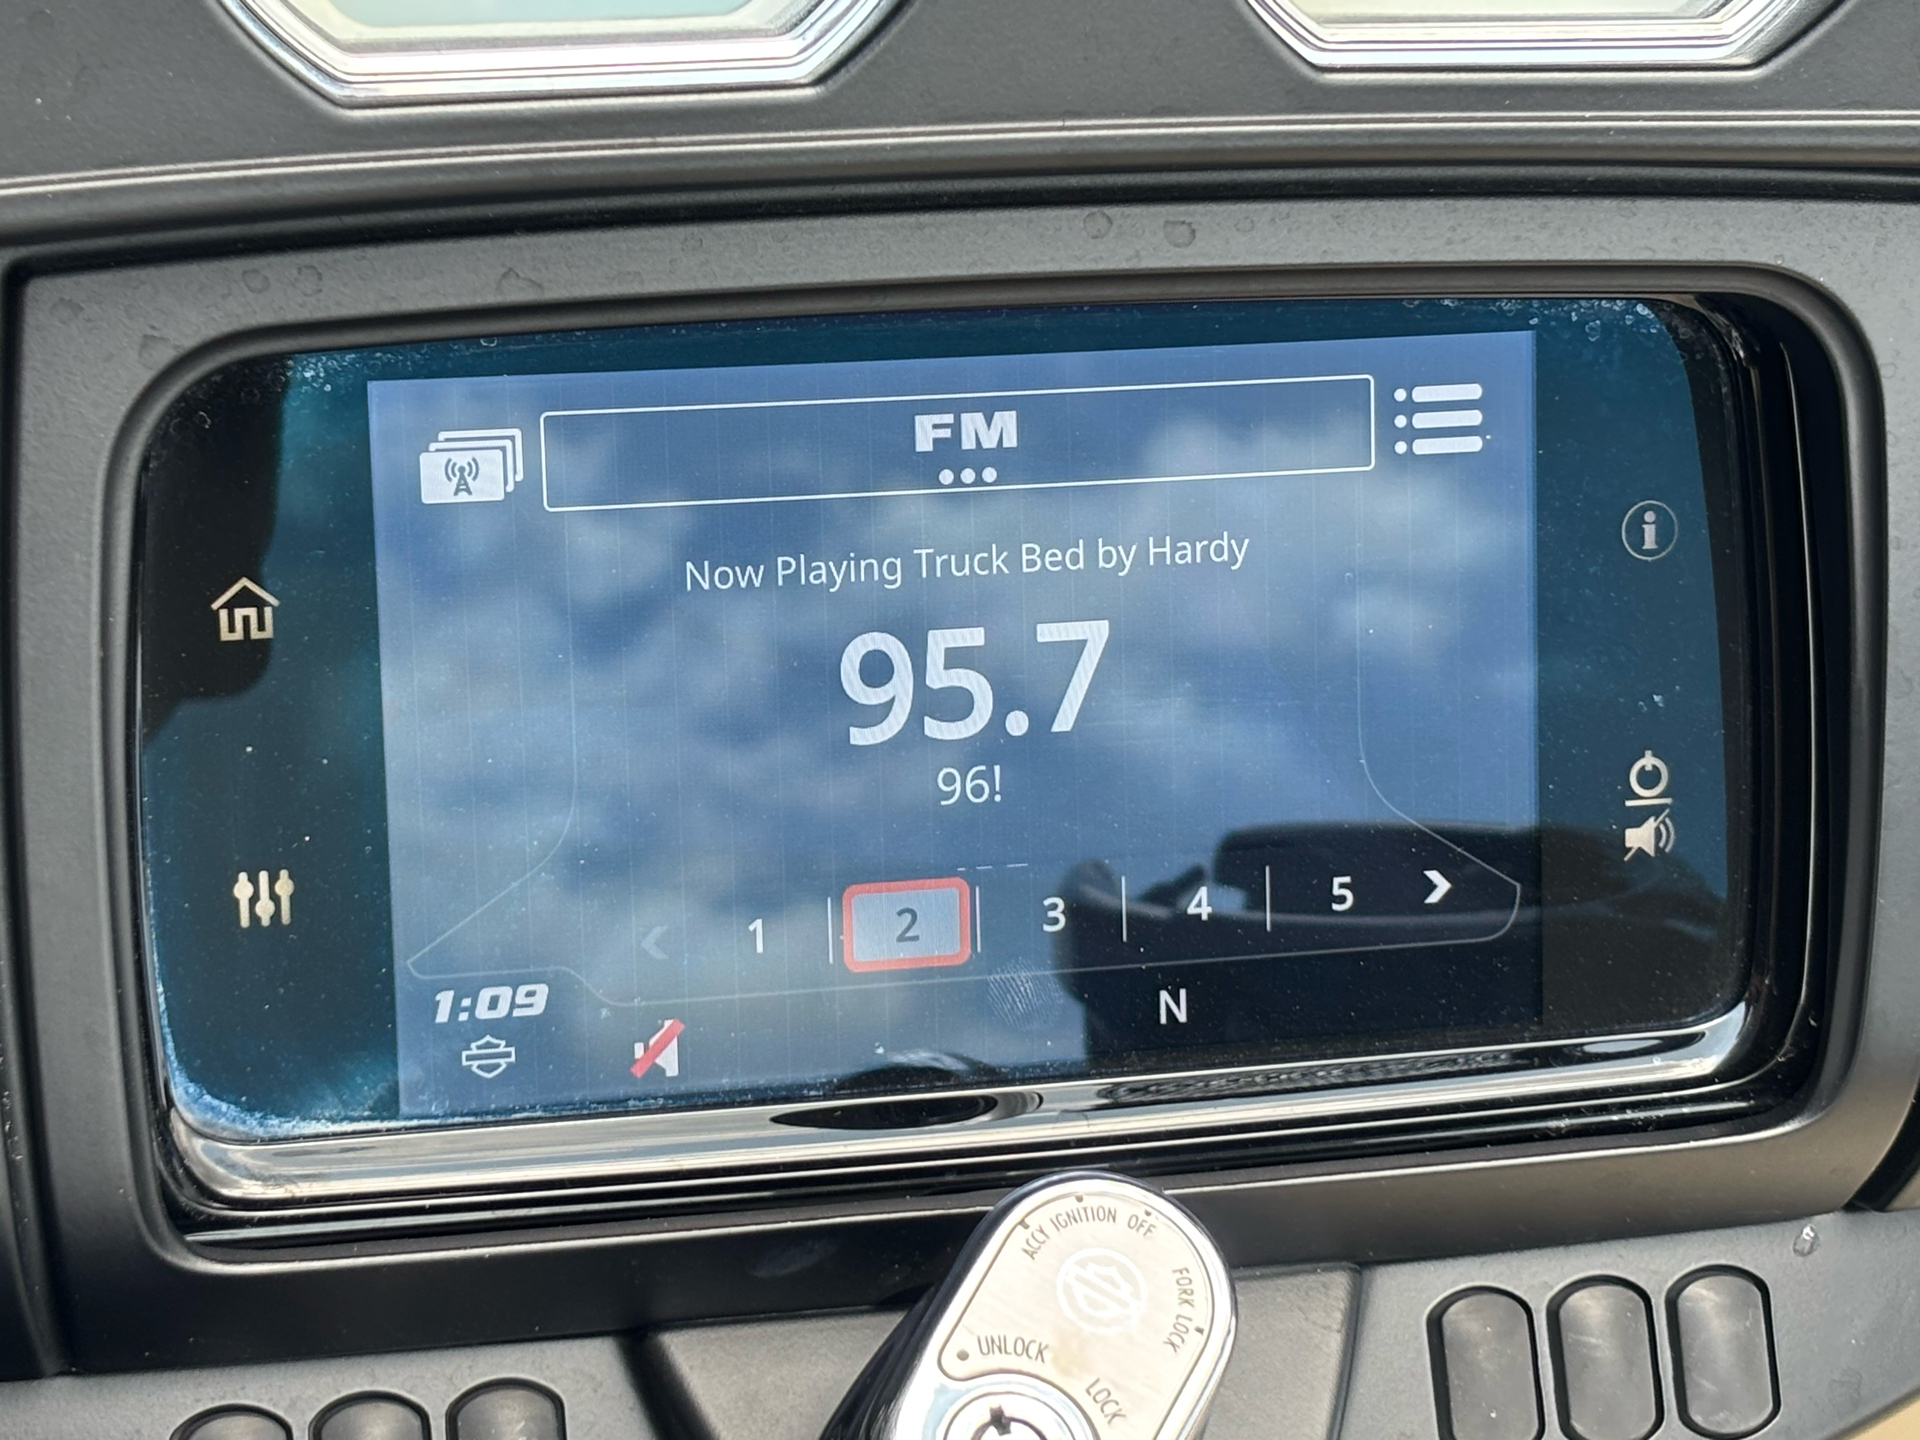 FM
Now Playing Truck Bed by Hardy
95.7
96!
1 2 3 4 5
1:09
N
ACCY IGNITION OFF
FORK LOCK
UNLOCK
LOCK